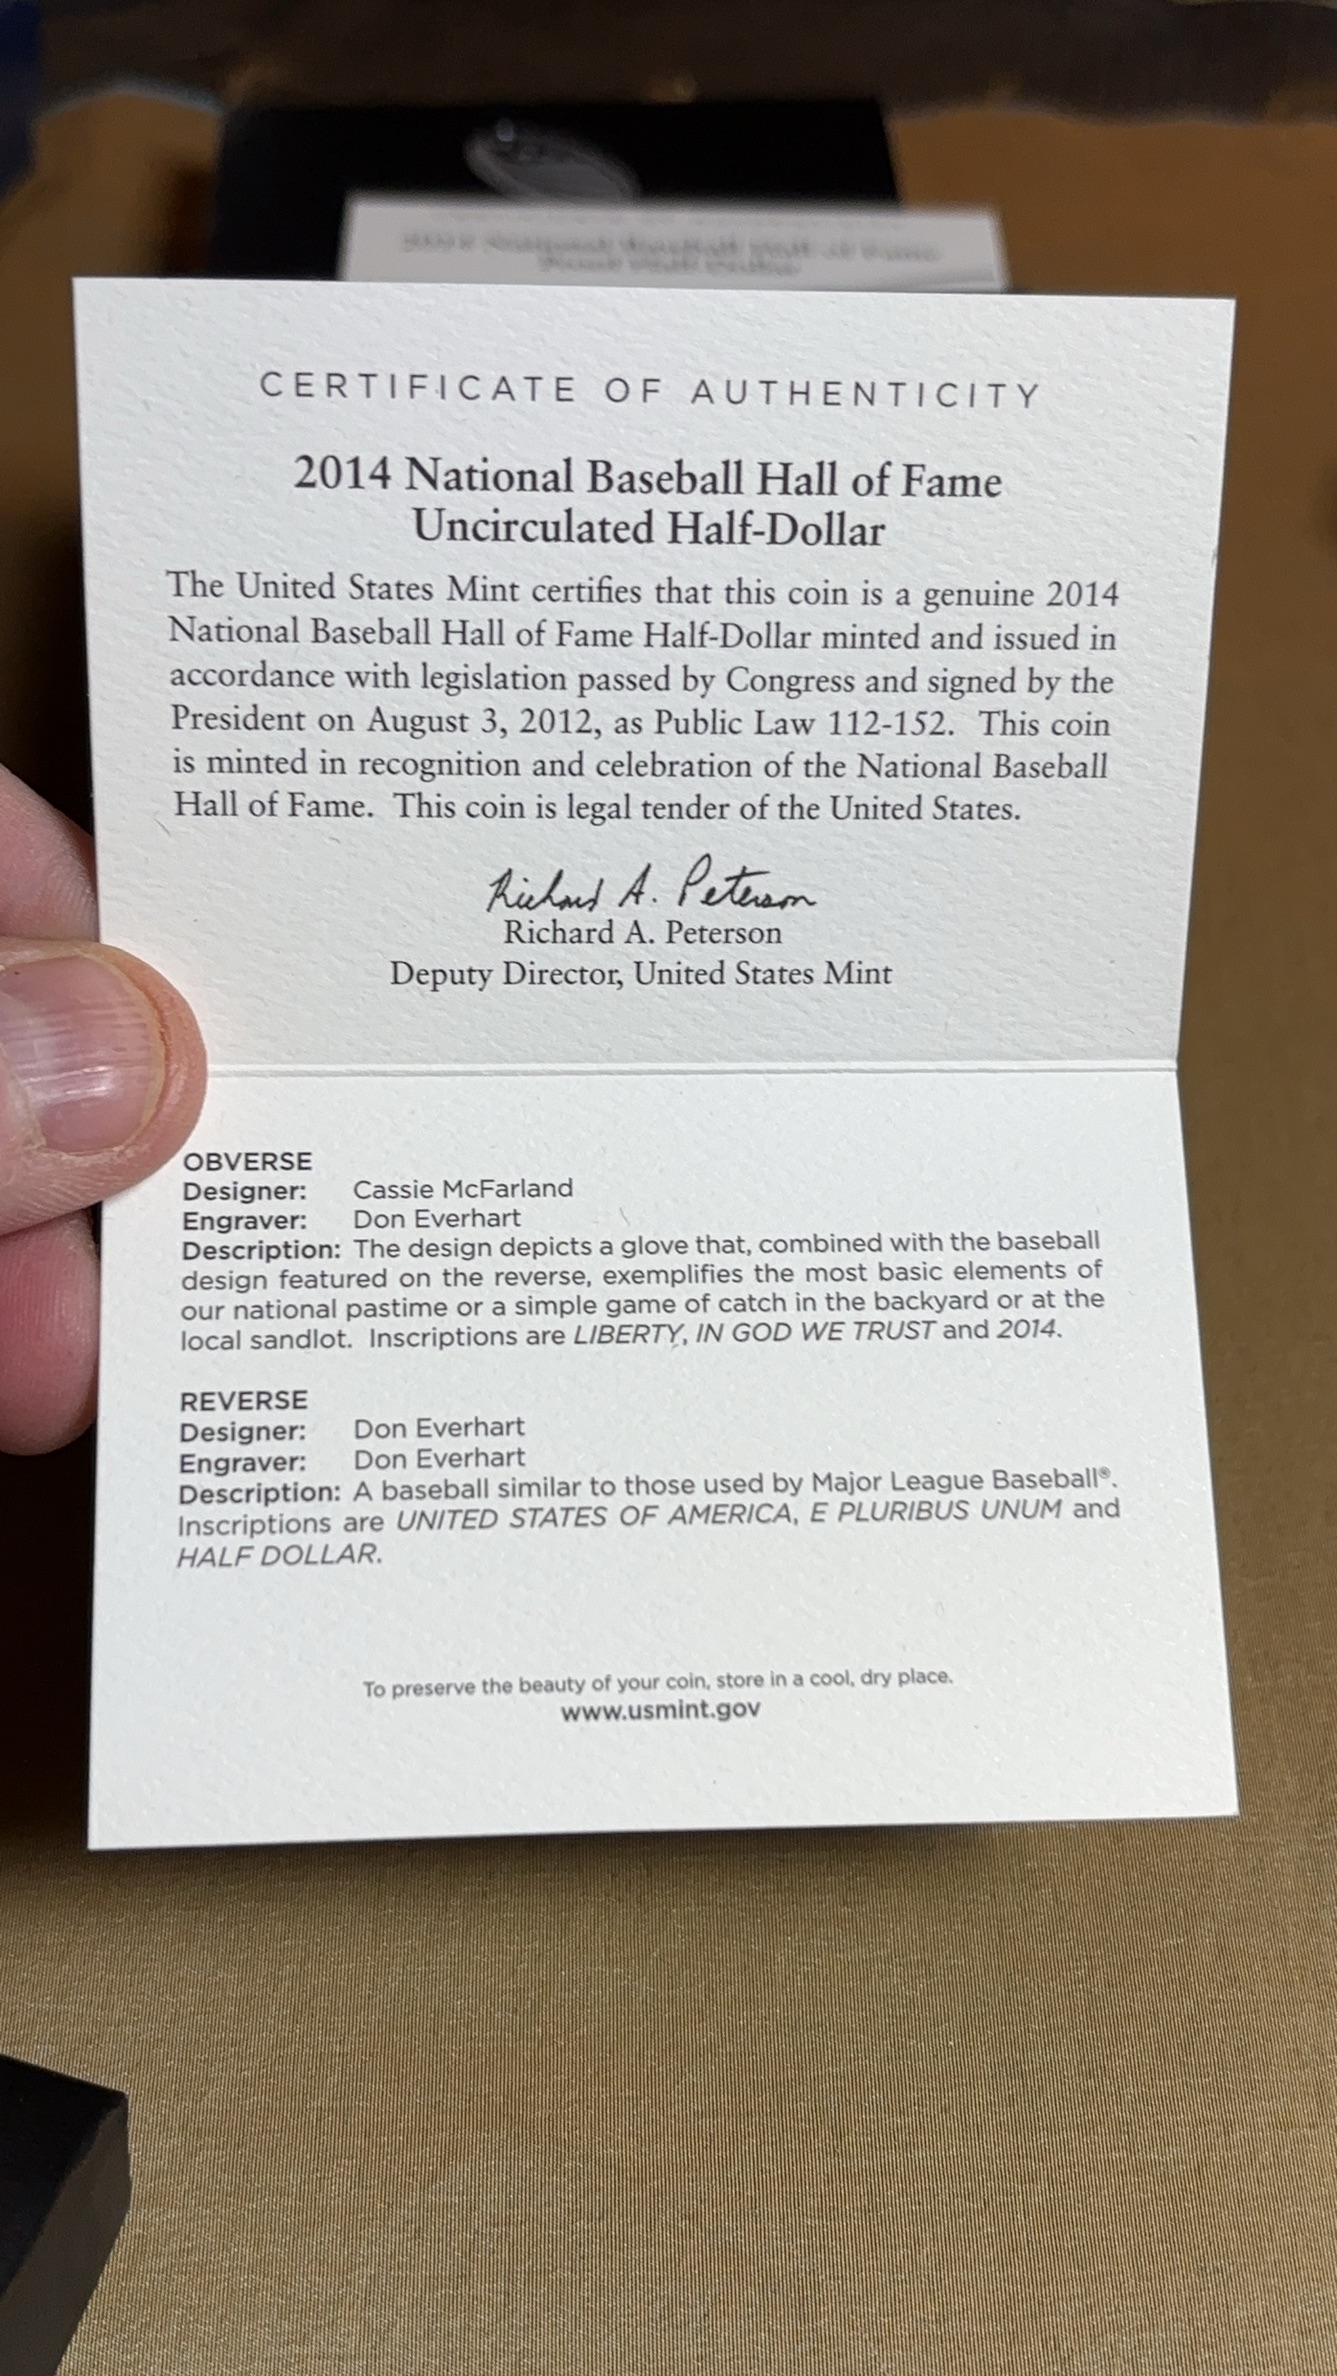 2014 National Baseball Hall of Fame
CERTIFICATE OF AUTHENTICITY
2014 National Baseball Hall of Fame
Uncirculated Half-Dollar
The United States Mint certifies that this coin is a genuine 2014
National Baseball Hall of Fame Half-Dollar minted and issued in
accordance with legislation passed by Congress and signed by the
President on August 3, 2012, as Public Law 112-152. This coin
is minted in recognition and celebration of the National Baseball
Hall of Fame. This coin is legal tender of the United States.
Richard A. Peterson
Richard A. Peterson
Deputy Director, United States Mint
OBVERSE
Designer: Cassie McFarland
Engraver: Don Everhart
Description: The design depicts a glove that, combined with the baseball
design featured on the reverse, exemplifies the most basic elements of
our national pastime or a simple game of catch in the backyard or at the
local sandlot. Inscriptions are LIBERTY, IN GOD WE TRUST and 2014.
REVERSE
Designer: Don Everhart
Engraver: Don Everhart
Description: A baseball similar to those used by Major League Baseball®.
Inscriptions are UNITED STATES OF AMERICA, E PLURIBUS UNUM and
HALF DOLLAR.
To preserve the beauty of your coin, store in a cool, dry place.
www.usmint.gov